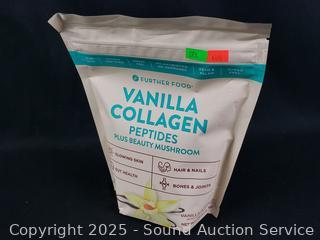 FURTHER FOOD
VANILLA
COLLAGEN
PEPTIDES
PLUS BEAUTY MUSHROOM
GLOWING SKIN
HAIR & NAILS
GUT HEALTH
BONES & JOINTS
VANILLA
Copyright 2025 - Sound Auction Service